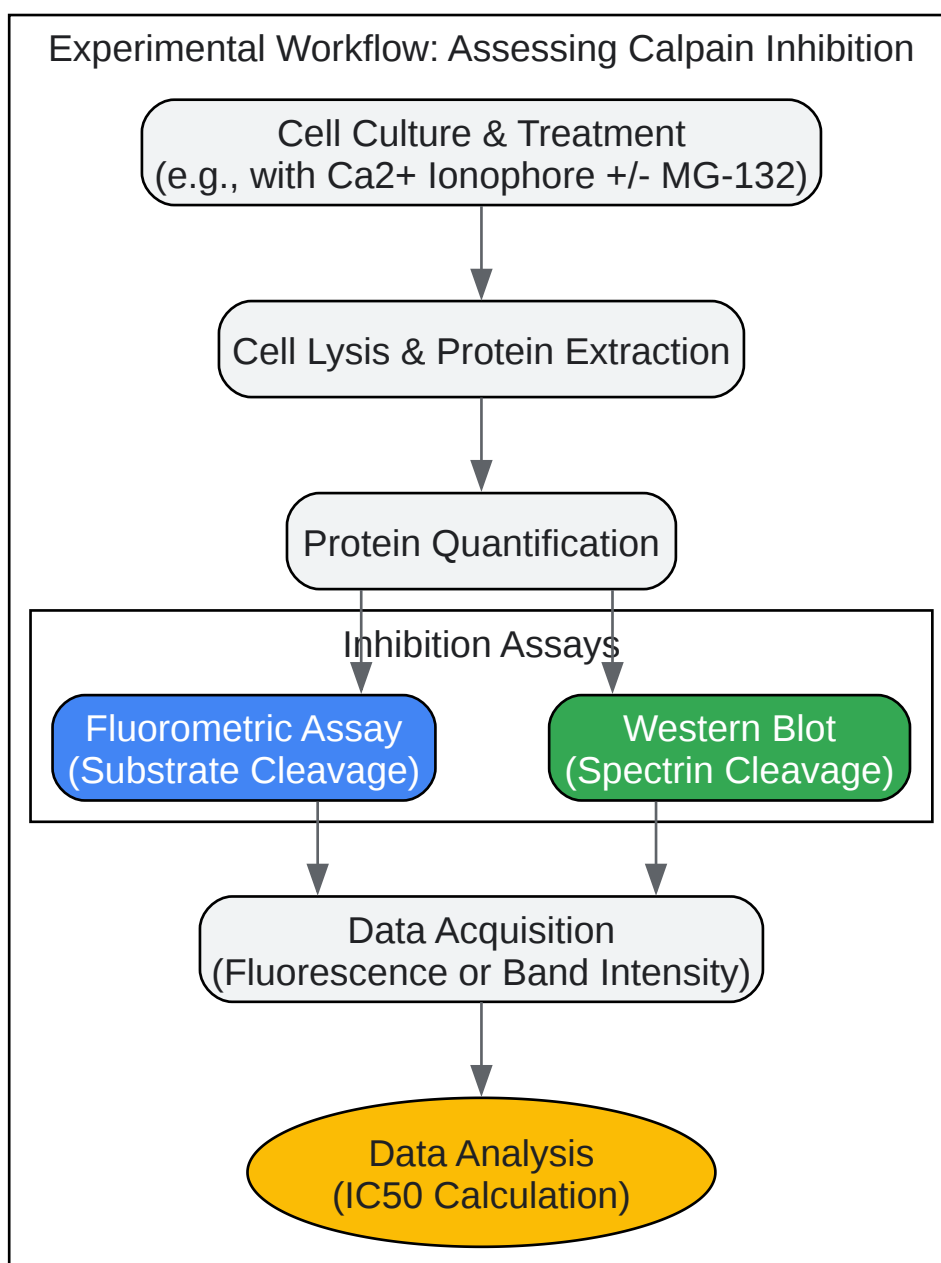 Experimental Workflow: Assessing Calpain Inhibition
Cell Culture & Treatment
(e.g., with Ca2+ Ionophore +/- MG-132)
Cell Lysis & Protein Extraction
Protein Quantification
Inhibition Assays
Fluorometric Assay
(Substrate Cleavage)
Western Blot
(Spectrin Cleavage)
Data Acquisition
(Fluorescence or Band Intensity)
Data Analysis
(IC50 Calculation)